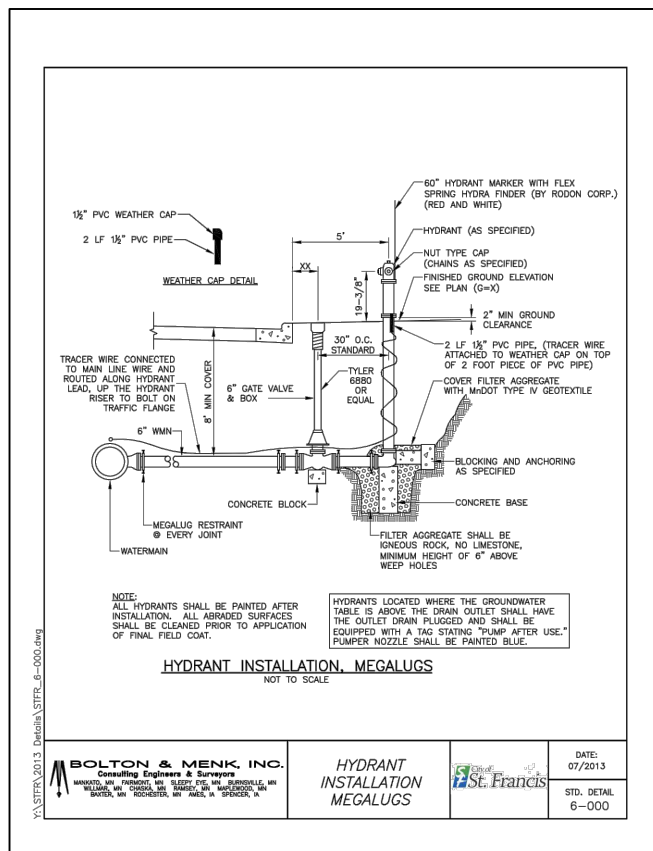 60" HYDRANT MARKER WITH FLEX
SPRING HYDRA FINDER (BY RODON CORP.)
(RED AND WHITE)
1½" PVC WEATHER CAP
2 LF 1½" PVC PIPE
WEATHER CAP DETAIL
5'
XX
HYDRANT (AS SPECIFIED)
NUT TYPE CAP
(CHAINS AS SPECIFIED)
FINISHED GROUND ELEVATION
SEE PLAN (G=X)
19-3/8"
2" MIN GROUND
CLEARANCE
30" O.C.
STANDARD
2 LF 1½" PVC PIPE, (TRACER WIRE
ATTACHED TO WEATHER CAP ON TOP
OF 2 FOOT PIECE OF PVC PIPE)
TRACER WIRE CONNECTED
TO MAIN LINE WIRE AND
ROUTED ALONG HYDRANT
LEAD, UP THE HYDRANT
RISER TO BOLT ON
TRAFFIC FLANGE
8' MIN COVER
6" GATE VALVE
& BOX
TYLER
6880
OR
EQUAL
COVER FILTER AGGREGATE
WITH MnDOT TYPE IV GEOTEXTILE
6" WMN
BLOCKING AND ANCHORING
AS SPECIFIED
CONCRETE BLOCK
CONCRETE BASE
MEGALUG RESTRAINT
@ EVERY JOINT
WATERMAIN
FILTER AGGREGATE SHALL BE
IGNEOUS ROCK, NO LIMESTONE,
MINIMUM HEIGHT OF 6" ABOVE
WEEP HOLES
NOTE:
ALL HYDRANTS SHALL BE PAINTED AFTER
INSTALLATION. ALL ABRADED SURFACES
SHALL BE CLEANED PRIOR TO APPLICATION
OF FINAL FIELD COAT.
HYDRANTS LOCATED WHERE THE GROUNDWATER
TABLE IS ABOVE THE DRAIN OUTLET SHALL HAVE
THE OUTLET DRAIN PLUGGED AND SHALL BE
EQUIPPED WITH A TAG STATING "PUMP AFTER USE."
PUMPER NOZZLE SHALL BE PAINTED BLUE.
HYDRANT INSTALLATION, MEGALUGS
NOT TO SCALE
Y:\STFR\2013 Details\STFR_6-000.dwg
BOLTON & MENK, INC.
Consulting Engineers & Surveyors
MANKATO, MN FAIRMONT, MN SLEEPY EYE, MN BURNSVILLE, MN
WILLMAR, MN CHASKA, MN RAMSEY, MN MAPLEWOOD, MN
BAXTER, MN ROCHESTER, MN AMES, IA SPENCER, IA
HYDRANT
INSTALLATION
MEGALUGS
City of
St. Francis
DATE:
07/2013
STD. DETAIL
6-000